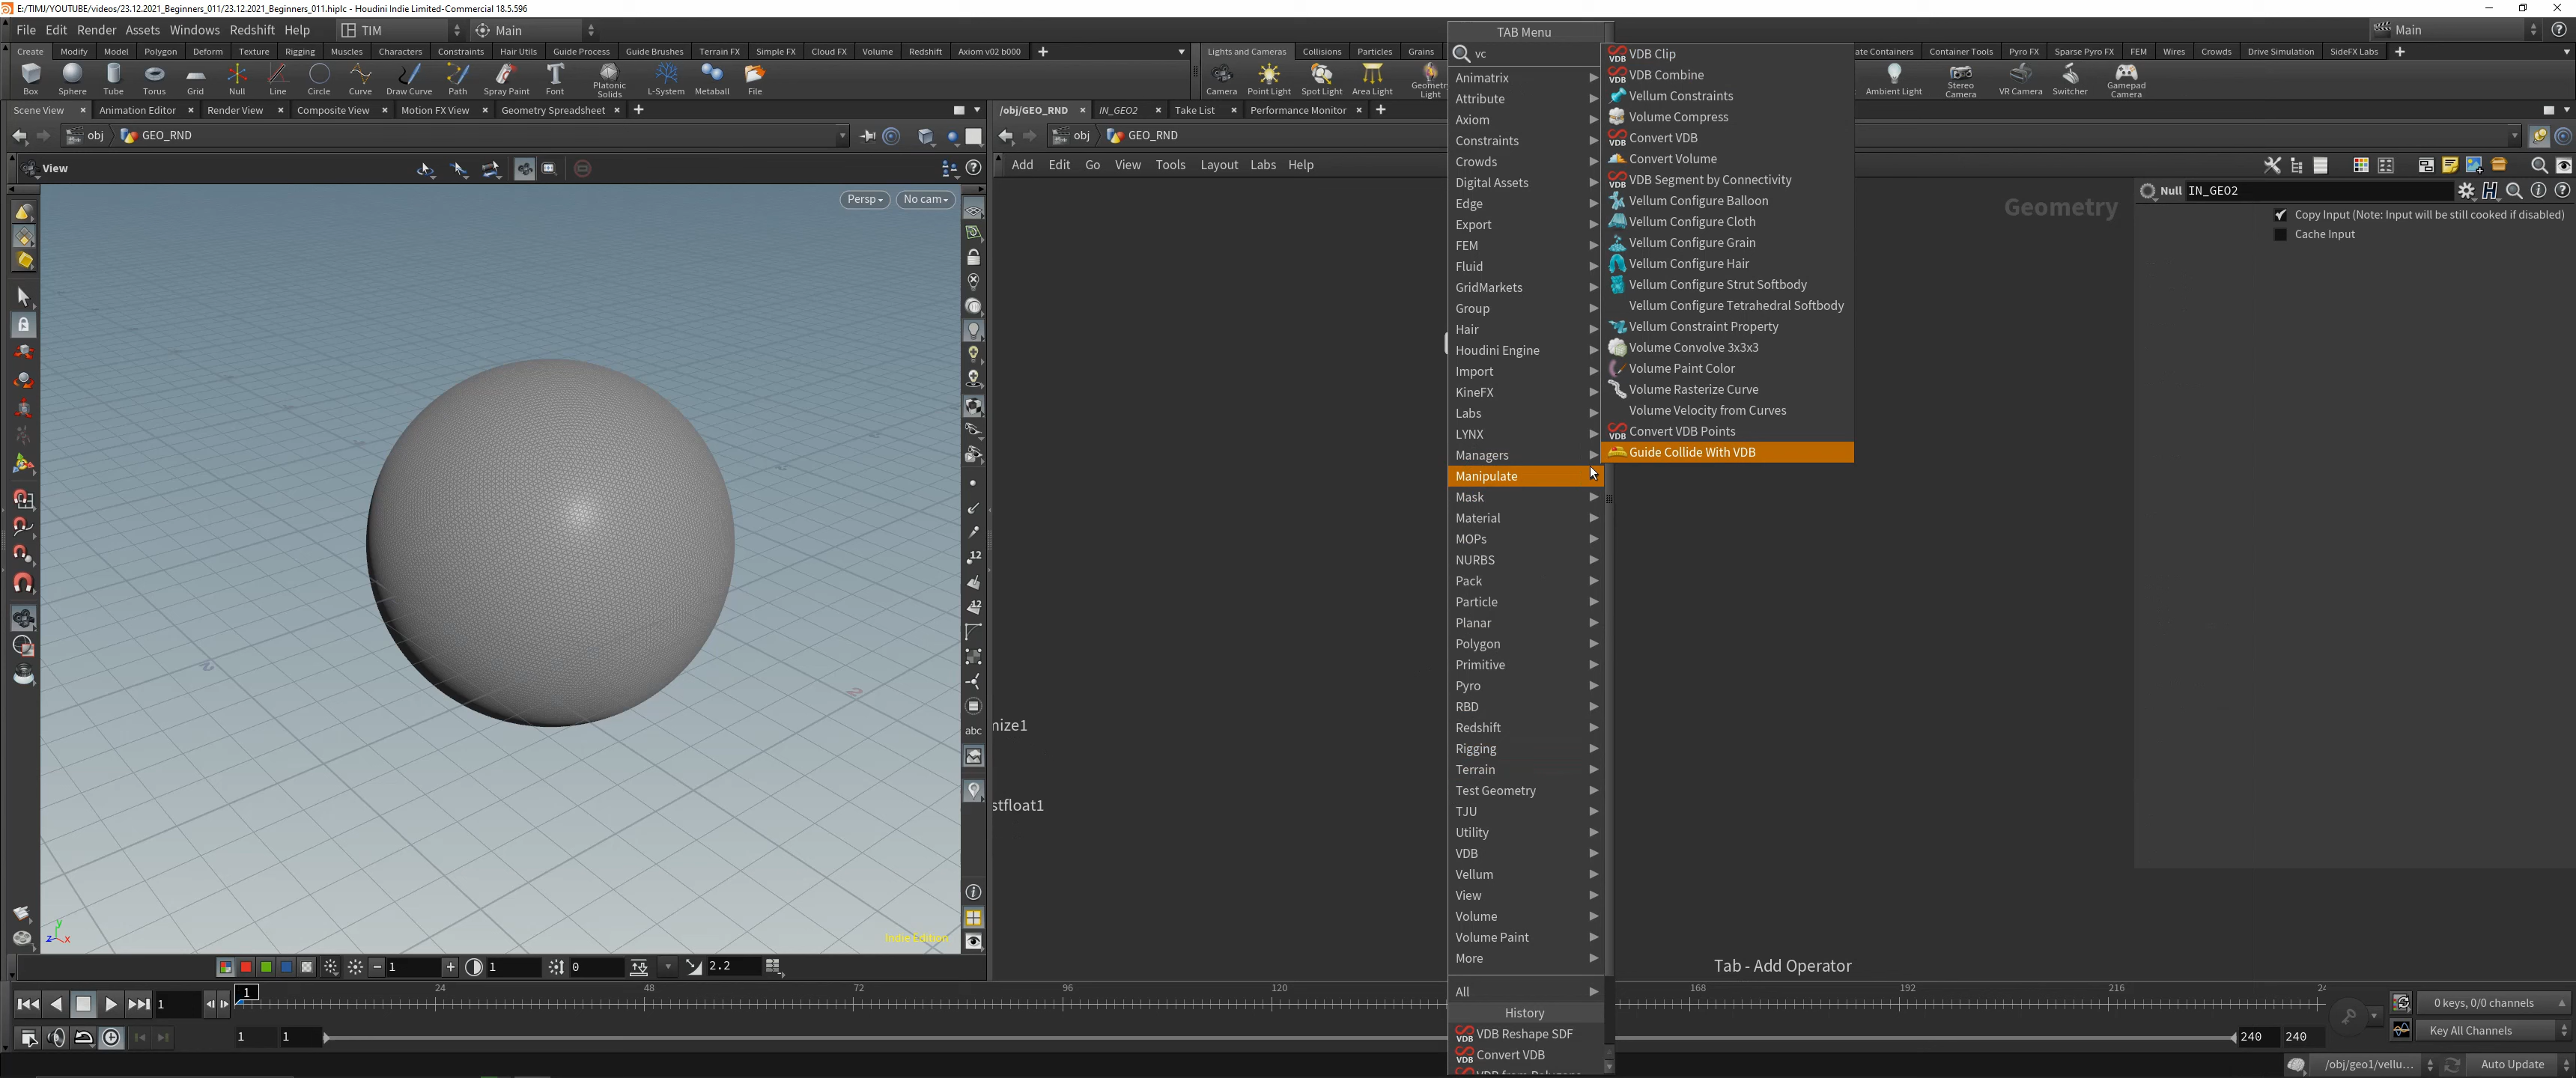 E:/TIMJ/YOUTUBE/videos/23.12.2021_Beginners_011/23.12.2021_Beginners_011.hiplc - Houdini Indie Limited-Commercial 18.5.596
File Edit Render Assets Windows Redshift Help TIM Main Main
Create Modify Model Polygon Deform Texture Rigging Muscles Characters Constraints Hair Utils Guide Process Guide Brushes Terrain FX Simple FX Cloud FX Volume Redshift Axiom v02 b000
Lights and Cameras Collisions Particles Grains
ate Containers Container Tools Pyro FX Sparse Pyro FX FEM Wires Crowds Drive Simulation SideFX Labs
Box Sphere Tube Torus Grid Null Line Circle Curve Draw Curve Path Spray Paint Font Platonic Solids L-System Metaball File
Camera Point Light Spot Light Area Light Geometry Light
Ambient Light Stereo Camera VR Camera Switcher Gamepad Camera
Scene View Animation Editor Render View Composite View Motion FX View Geometry Spreadsheet
/obj/GEO_RND IN_GEO2 Take List Performance Monitor
obj GEO_RND
obj GEO_RND
View
Add Edit Go View Tools Layout Labs Help
Persp No cam
Geometry
Null IN_GEO2
Copy Input (Note: Input will be still cooked if disabled)
Cache Input
TAB Menu
vc
Animatrix
Attribute
Axiom
Constraints
Crowds
Digital Assets
Edge
Export
FEM
Fluid
GridMarkets
Group
Hair
Houdini Engine
Import
KineFX
Labs
LYNX
Managers
Manipulate
Mask
Material
MOPs
NURBS
Pack
Particle
Planar
Polygon
Primitive
Pyro
RBD
Redshift
Rigging
Terrain
Test Geometry
TJU
Utility
VDB
Vellum
View
Volume
Volume Paint
More
All
History
VDB Reshape SDF
Convert VDB
VDB from Polygons
VDB Clip
VDB Combine
Vellum Constraints
Volume Compress
Convert VDB
Convert Volume
VDB Segment by Connectivity
Vellum Configure Balloon
Vellum Configure Cloth
Vellum Configure Grain
Vellum Configure Hair
Vellum Configure Strut Softbody
Vellum Configure Tetrahedral Softbody
Vellum Constraint Property
Volume Convolve 3x3x3
Volume Paint Color
Volume Rasterize Curve
Volume Velocity from Curves
Convert VDB Points
Guide Collide With VDB
nize1
stfloat1
12
12
abc
y
z x
Indie Edition
Tab - Add Operator
1 1 0 2.2
1 1 24 48 72 96 120 168 192 216 24
0 keys, 0/0 channels
1 1 240 240
Key All Channels
/obj/geo1/vellu... Auto Update